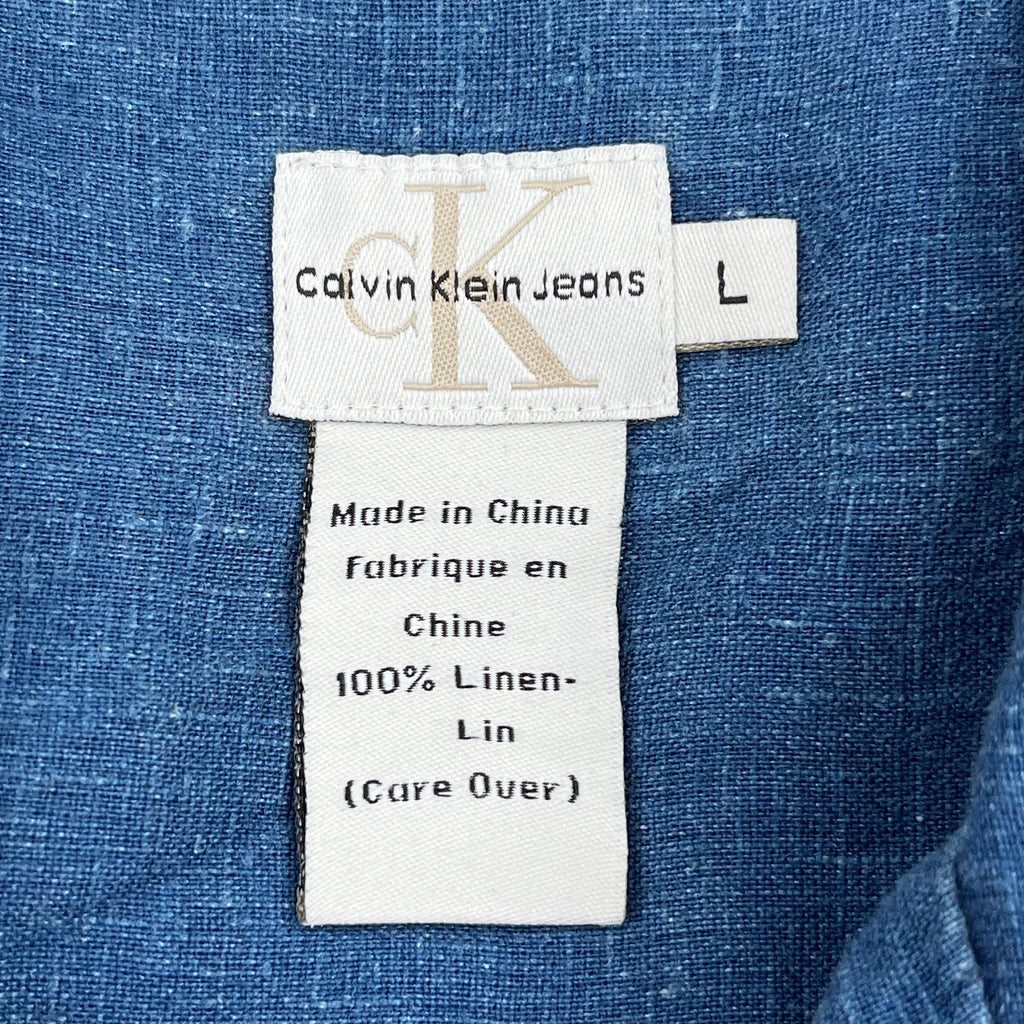 CK
Calvin Klein Jeans
L
Made in China
Fabrique en
Chine
100% Linen-
Lin
(Care Over)